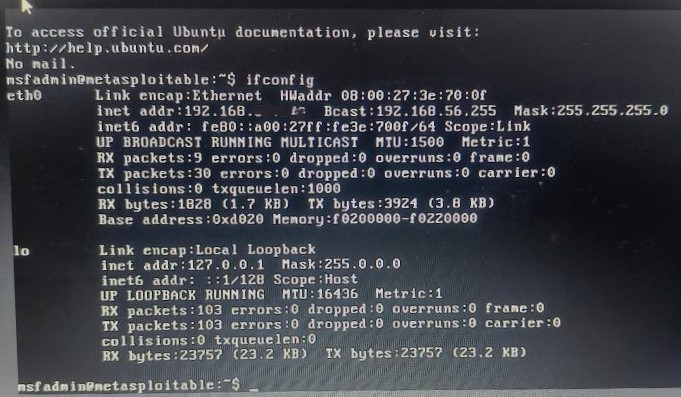 To access official Ubuntu documentation, please visit:
http://help.ubuntu.com/
No mail.
msfadmin@metasploitable:~$ ifconfig
eth0 Link encap:Ethernet HWaddr 08:00:27:3e:70:0f
inet addr:192.168. Bcast:192.168.56.255 Mask:255.255.255.0
inet6 addr: fe80::a00:27ff:fe3e:700f/64 Scope:Link
UP BROADCAST RUNNING MULTICAST MTU:1500 Metric:1
RX packets:9 errors:0 dropped:0 overruns:0 frame:0
TX packets:30 errors:0 dropped:0 overruns:0 carrier:0
collisions:0 txqueuelen:1000
RX bytes:1828 (1.7 KB) TX bytes:3924 (3.8 KB)
Base address:0xd020 Memory:f0200000-f0220000
lo Link encap:Local Loopback
inet addr:127.0.0.1 Mask:255.0.0.0
inet6 addr: ::1/128 Scope:Host
UP LOOPBACK RUNNING MTU:16436 Metric:1
RX packets:103 errors:0 dropped:0 overruns:0 frame:0
TX packets:103 errors:0 dropped:0 overruns:0 carrier:0
collisions:0 txqueuelen:0
RX bytes:23757 (23.2 KB) TX bytes:23757 (23.2 KB)
msfadmin@metasploitable:~$ _